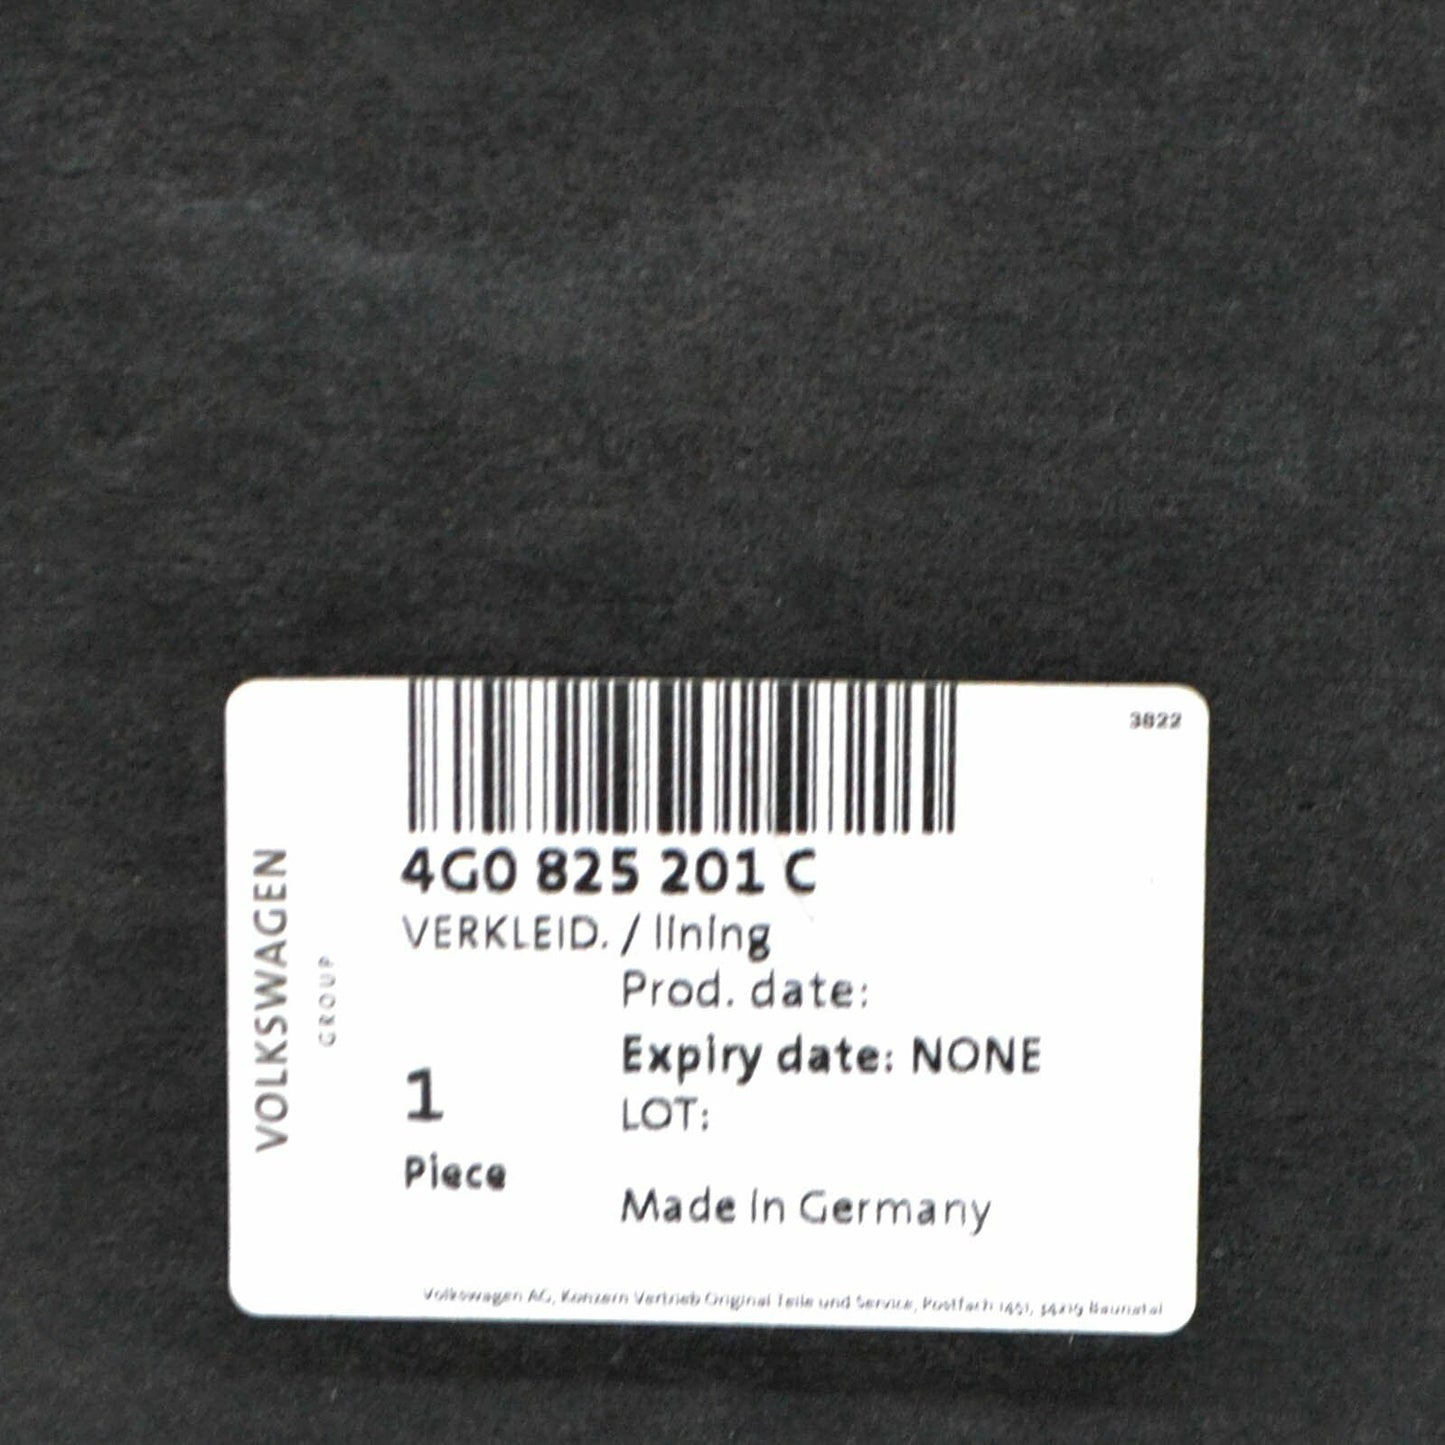 3822
4G0 825 201 C
VERKLEID. / lining
Prod. date:
Expiry date: NONE
LOT:
1
Piece
Made in Germany
VOLKSWAGEN
GROUP
Volkswagen AG, Konzern Vertrieb Original Teile und Service, Postfach 1451, 34219 Baunatal